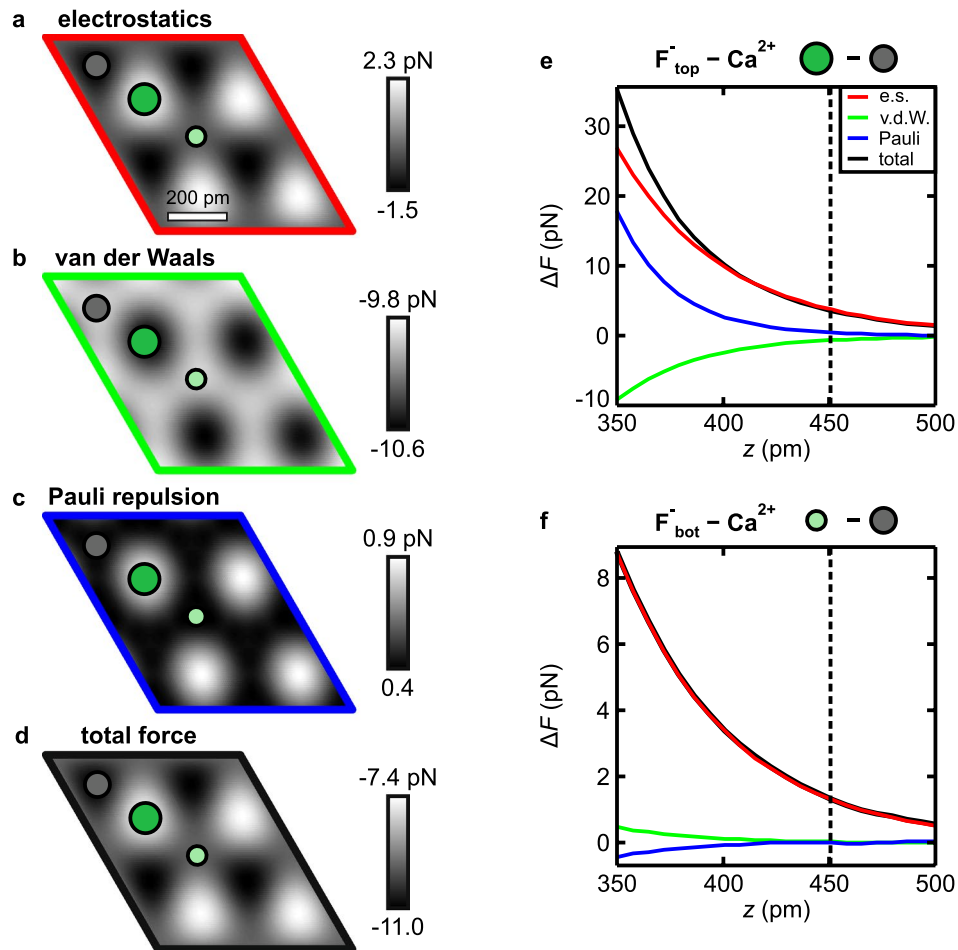 a electrostatics
2.3 pN
-1.5
200 pm
b van der Waals
-9.8 pN
-10.6
c Pauli repulsion
0.9 pN
0.4
d total force
-7.4 pN
-11.0
e F⁻top – Ca²⁺ –
e.s.
v.d.W.
Pauli
total
30
20
10
0
-10
ΔF (pN)
350 400 450 500
z (pm)
f F⁻bot – Ca²⁺ –
8
6
4
2
0
ΔF (pN)
350 400 450 500
z (pm)